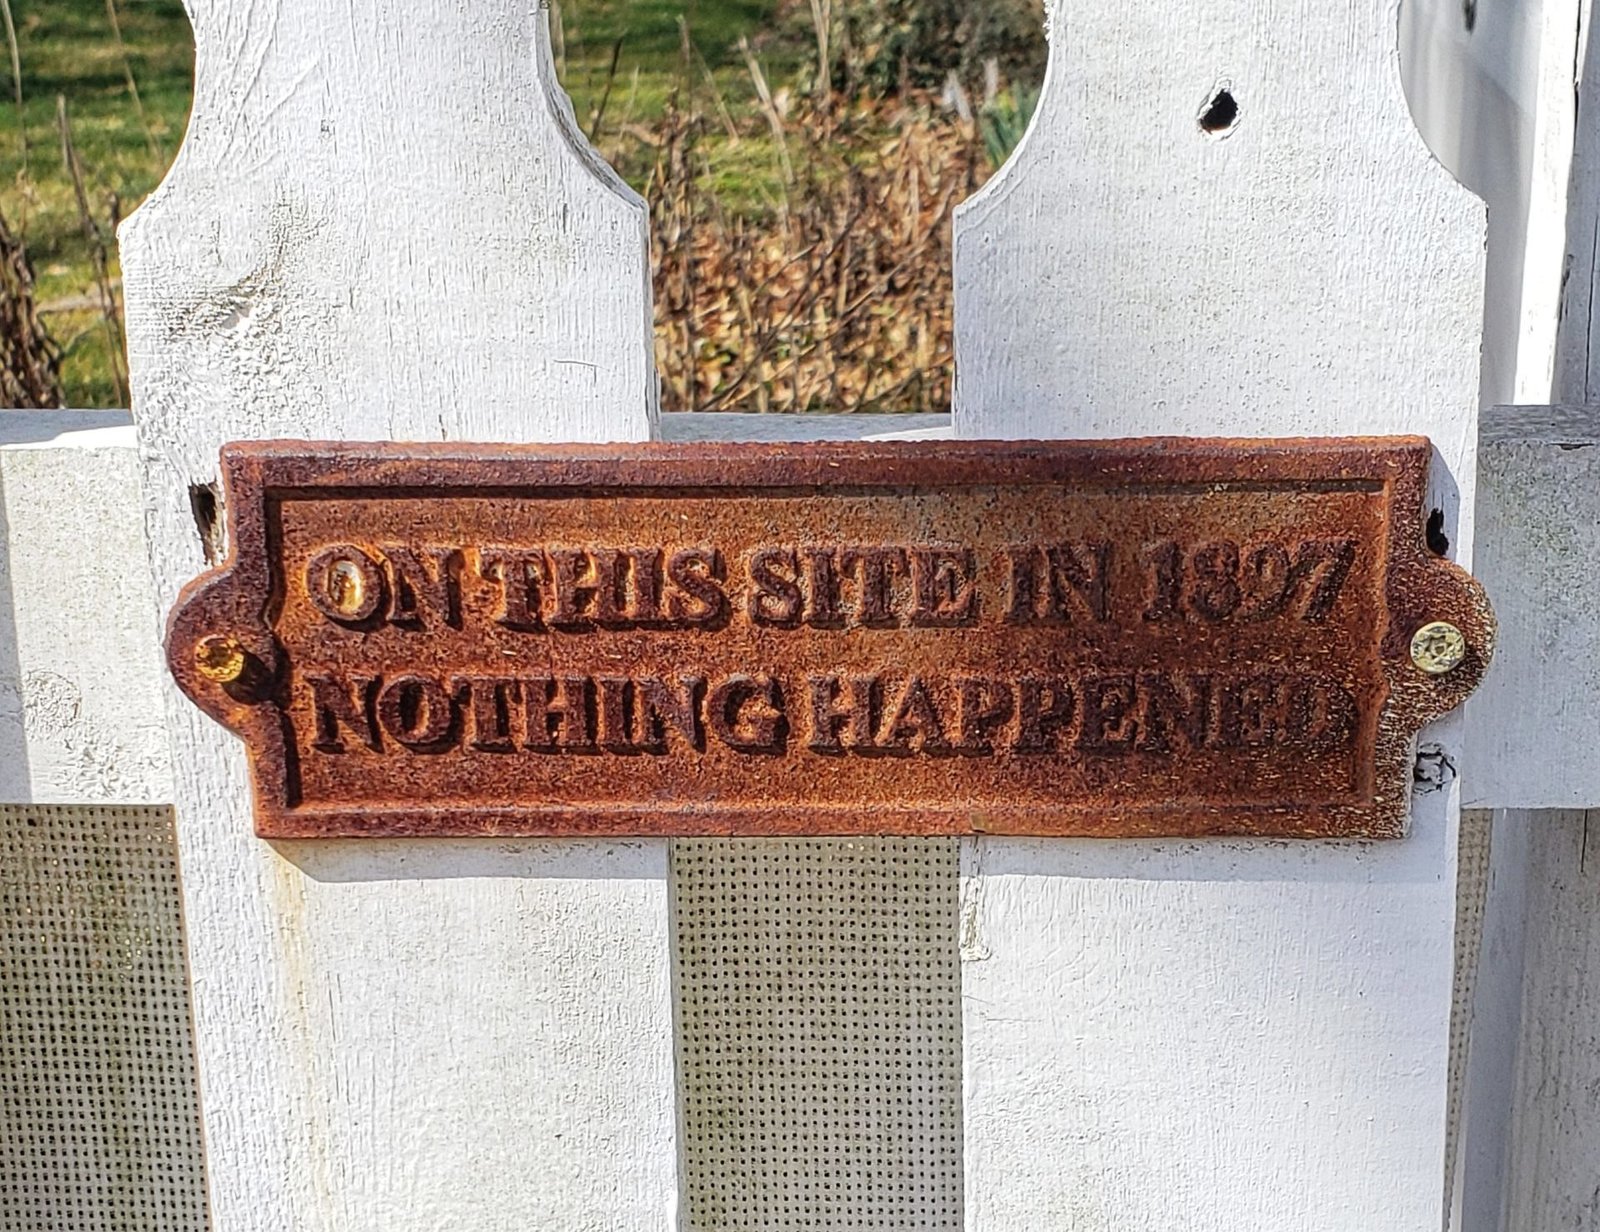 ON THIS SITE IN 1897
NOTHING HAPPENED